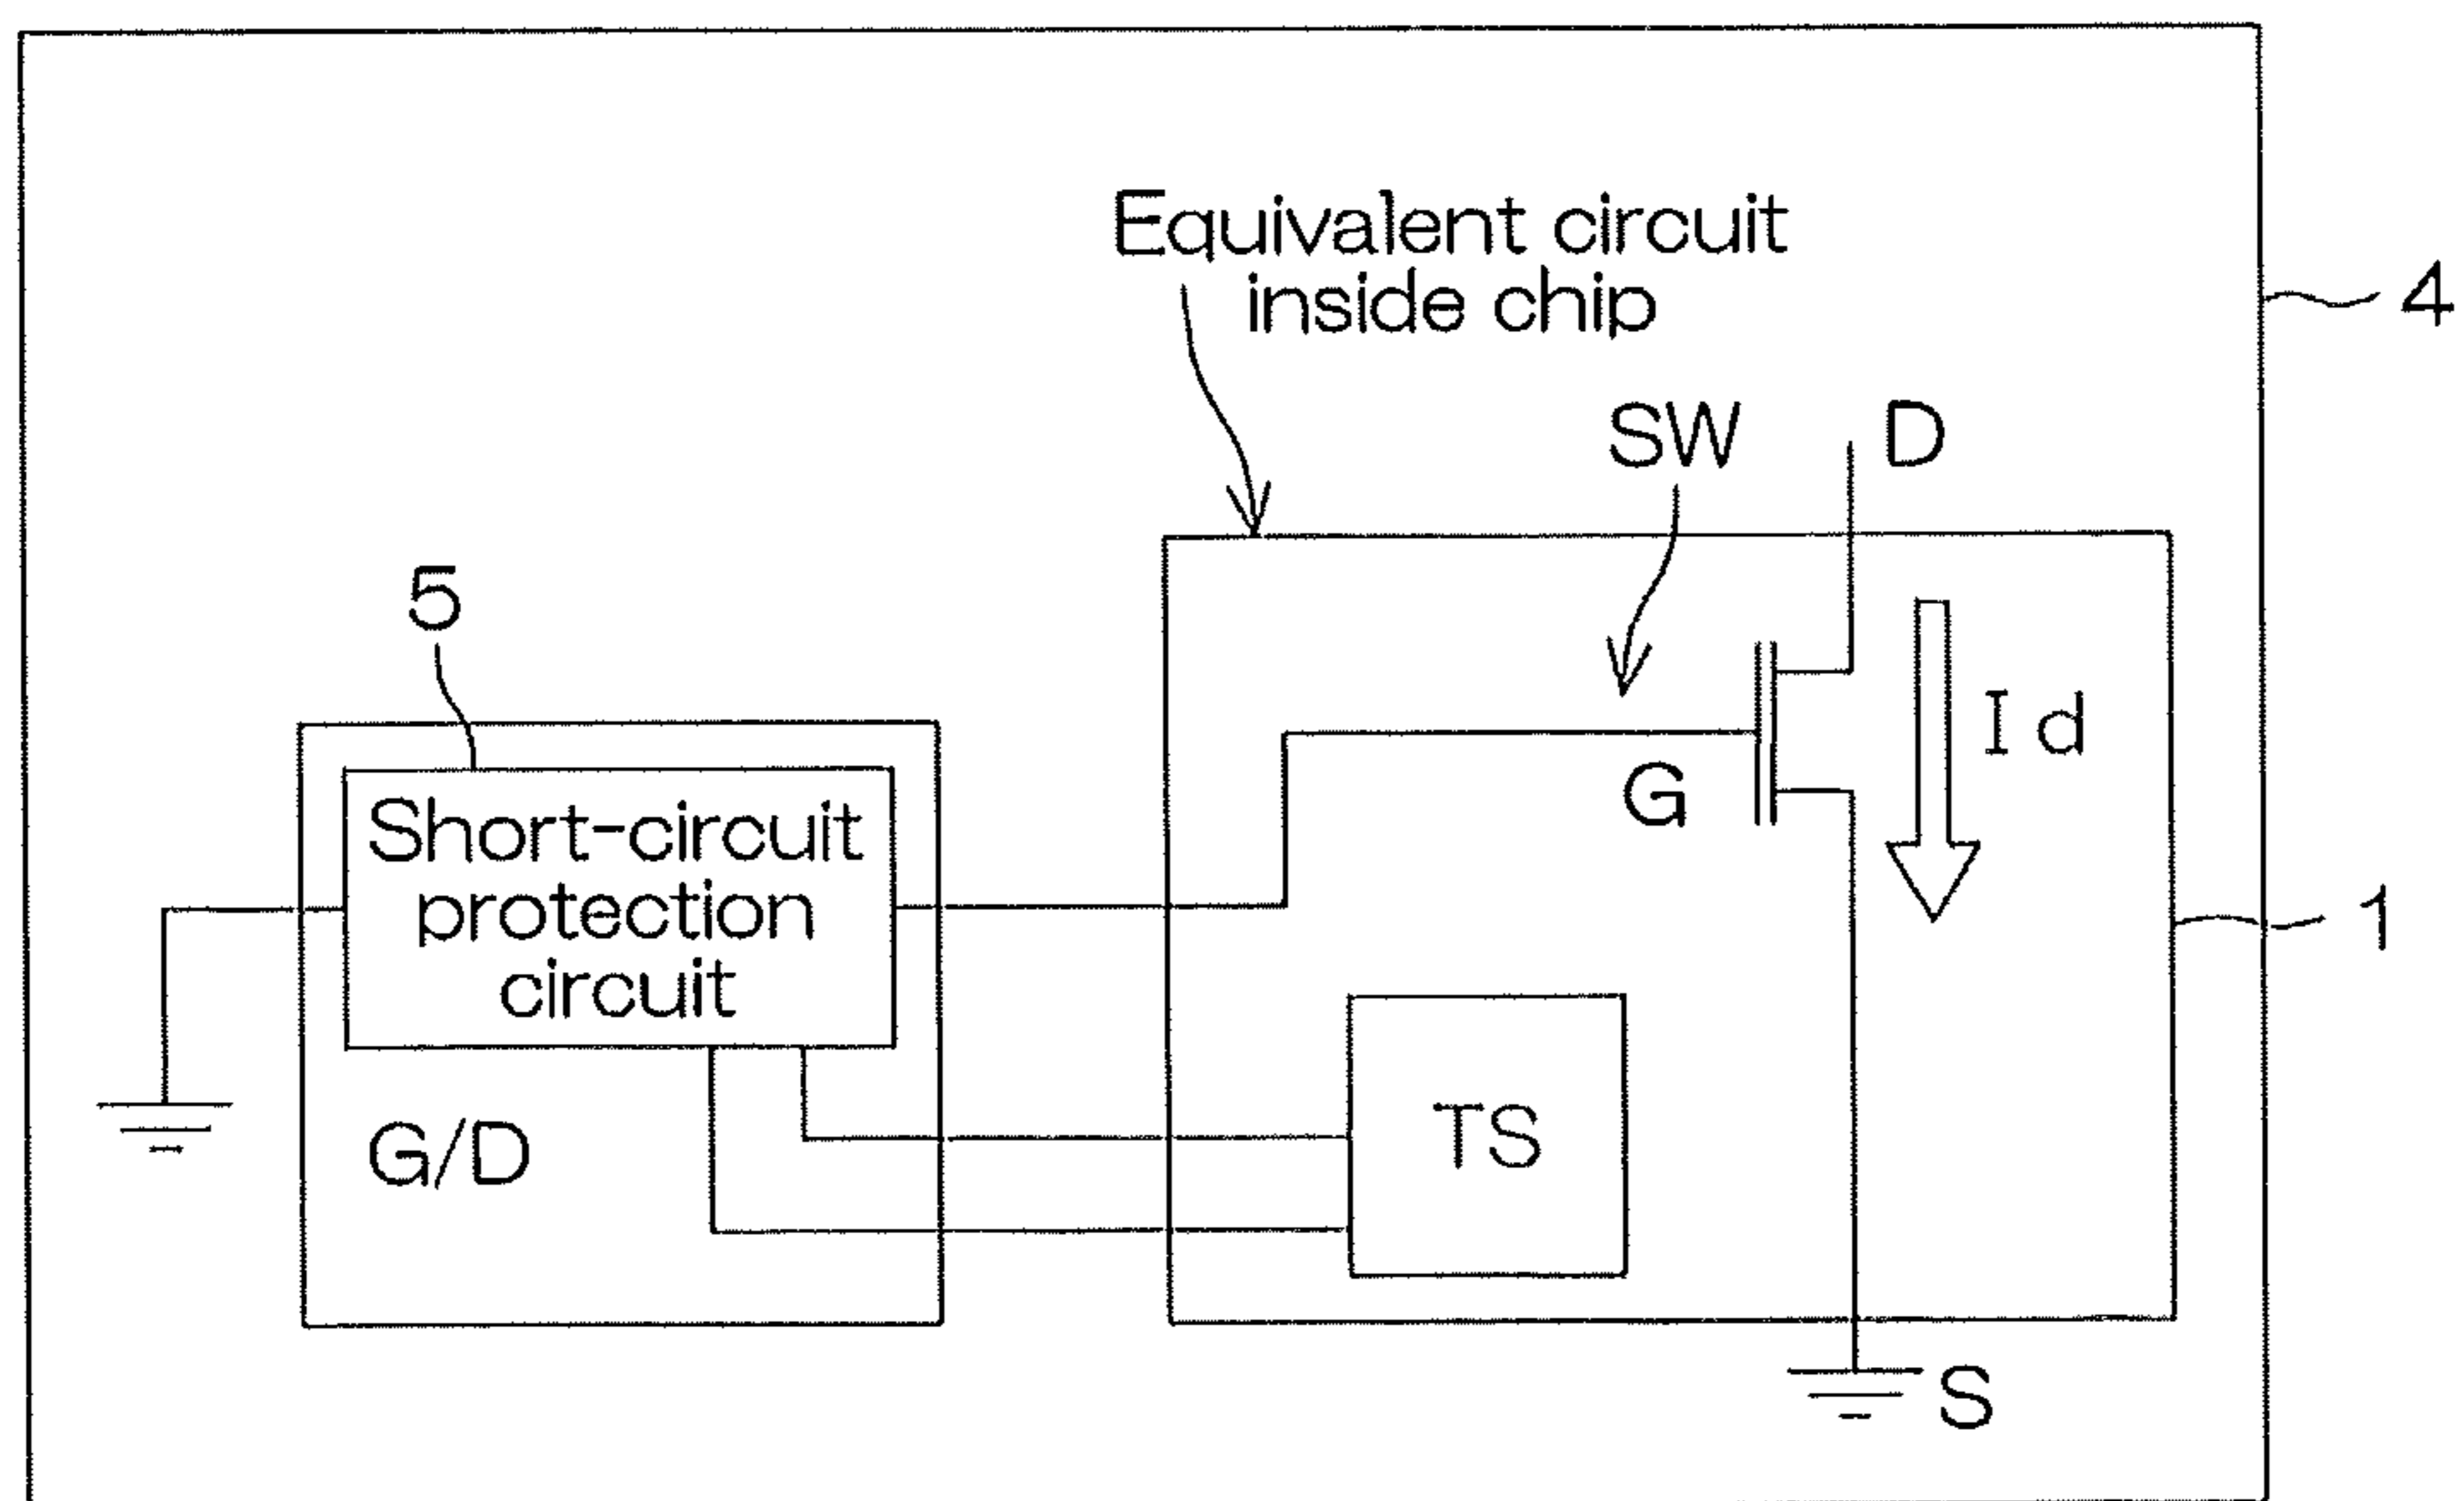 Equivalent circuit
inside chip
4
SW
D
5
Id
G
Short-circuit
protection
circuit
1
G/D
TS
S